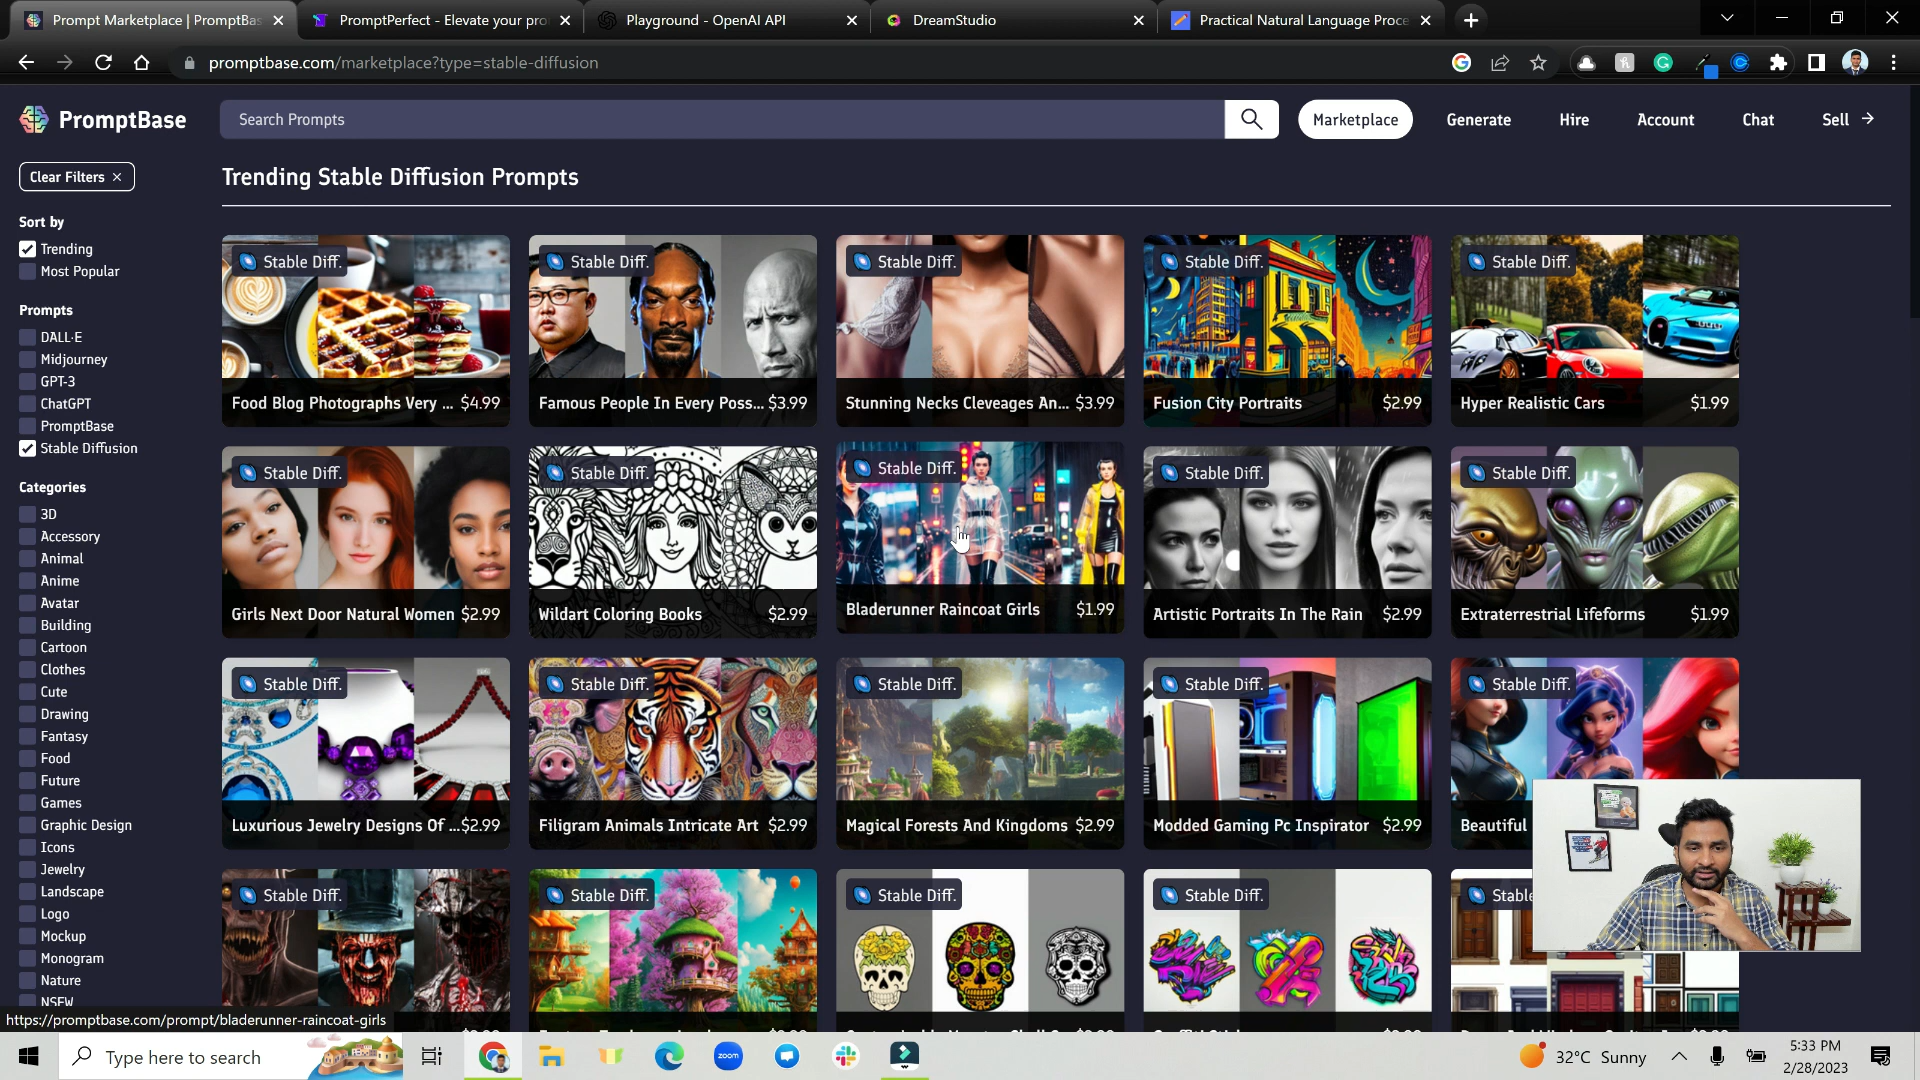 Prompt Marketplace | PromptBas
PromptPerfect - Elevate your pro
Playground - OpenAI API
DreamStudio
Practical Natural Language Proce
promptbase.com/marketplace?type=stable-diffusion
PromptBase
Search Prompts
Marketplace
Generate
Hire
Account
Chat
Sell
Clear Filters ×
Trending Stable Diffusion Prompts
Sort by
Trending
Most Popular
Prompts
DALL·E
Midjourney
GPT-3
ChatGPT
PromptBase
Stable Diffusion
Categories
3D
Accessory
Animal
Anime
Avatar
Building
Cartoon
Clothes
Cute
Drawing
Fantasy
Food
Future
Games
Graphic Design
Icons
Jewelry
Landscape
Logo
Mockup
Monogram
Nature
NSFW
Stable Diff.
Food Blog Photographs Very ... $4.99
Stable Diff.
Famous People In Every Poss... $3.99
Stable Diff.
Stunning Necks Cleveages An... $3.99
Stable Diff.
Fusion City Portraits $2.99
Stable Diff.
Hyper Realistic Cars $1.99
Stable Diff.
Girls Next Door Natural Women $2.99
Stable Diff.
Wildart Coloring Books $2.99
Stable Diff.
Bladerunner Raincoat Girls $1.99
Stable Diff.
Artistic Portraits In The Rain $2.99
Stable Diff.
Extraterrestrial Lifeforms $1.99
Stable Diff.
Luxurious Jewelry Designs Of ... $2.99
Stable Diff.
Filigram Animals Intricate Art $2.99
Stable Diff.
Magical Forests And Kingdoms $2.99
Stable Diff.
Modded Gaming Pc Inspirator $2.99
Stable Diff.
Beautiful
Stable Diff.
Stable Diff.
Stable Diff.
Stable Diff.
Stable
https://promptbase.com/prompt/bladerunner-raincoat-girls
Type here to search
zoom
32°C Sunny
5:33 PM
2/28/2023